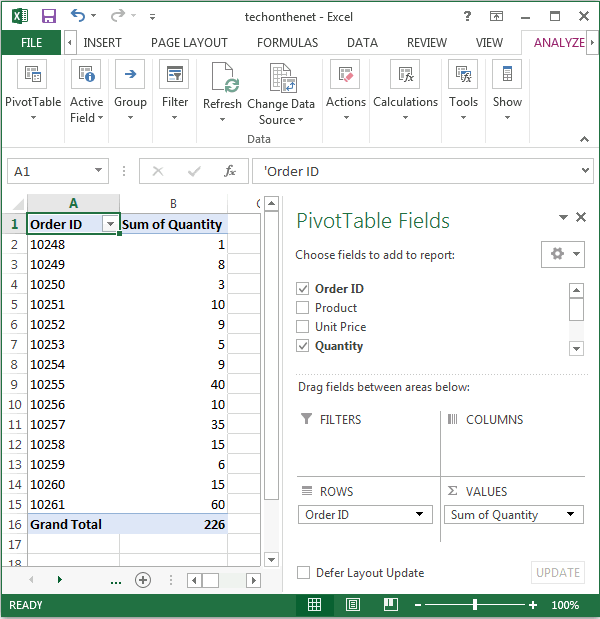 techonthenet - Excel
FILE INSERT PAGE LAYOUT FORMULAS DATA REVIEW VIEW ANALYZE
PivotTable Active Field Group Filter Refresh Change Data Source Actions Calculations Tools Show
Data
A1 fx 'Order ID
A B C
1 Order ID Sum of Quantity
2 10248 1
3 10249 8
4 10250 3
5 10251 10
6 10252 9
7 10253 5
8 10254 9
9 10255 40
10 10256 10
11 10257 35
12 10258 15
13 10259 6
14 10260 15
15 10261 60
16 Grand Total 226
17
18
PivotTable Fields
Choose fields to add to report:
Order ID
Product
Unit Price
Quantity
Drag fields between areas below:
FILTERS COLUMNS
ROWS Σ VALUES
Order ID Sum of Quantity
Defer Layout Update UPDATE
...
READY 100%